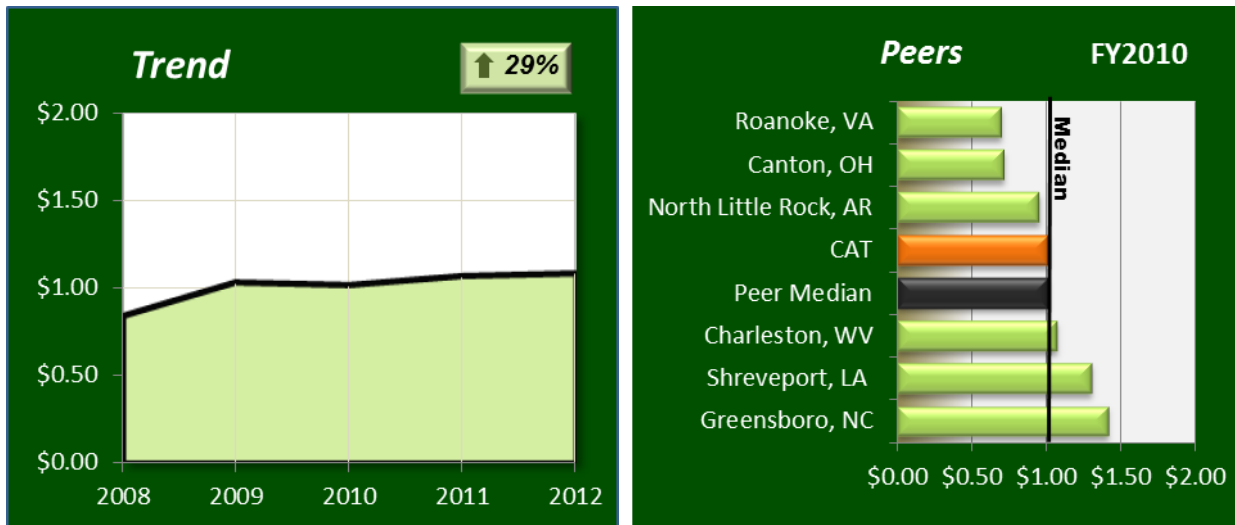 Trend
29%
$2.00
$1.50
$1.00
$0.50
$0.00
2008 2009 2010 2011 2012
Peers FY2010
Roanoke, VA
Canton, OH
North Little Rock, AR
CAT
Peer Median
Charleston, WV
Shreveport, LA
Greensboro, NC
Median
$0.00 $0.50 $1.00 $1.50 $2.00